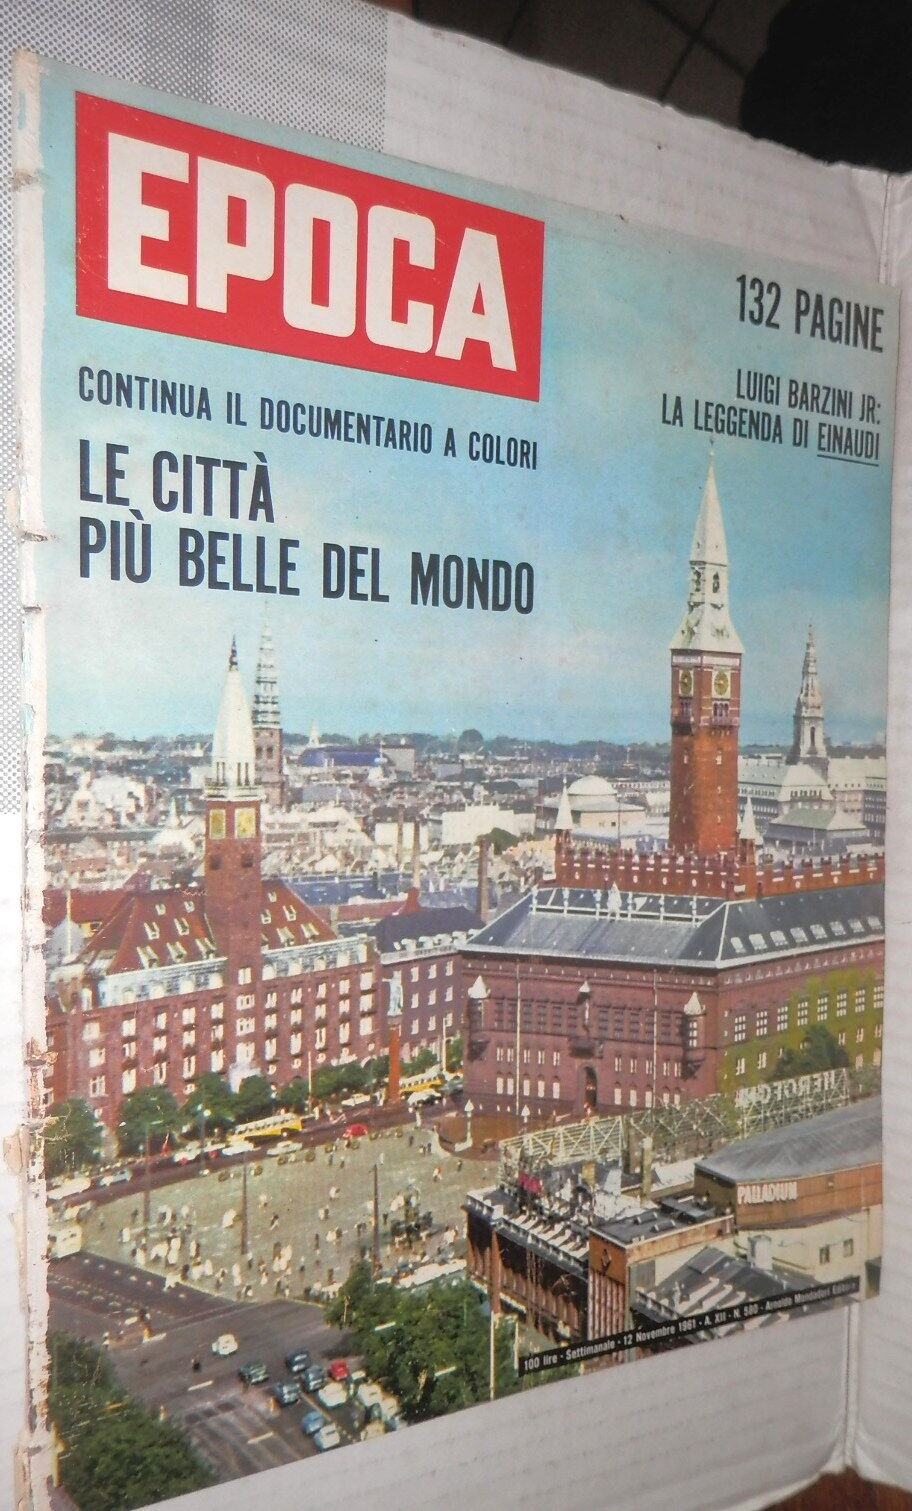 EPOCA
132 PAGINE
LUIGI BARZINI JR:
LA LEGGENDA DI EINAUDI
CONTINUA IL DOCUMENTARIO A COLORI
LE CITTÀ
PIÙ BELLE DEL MONDO
PALLADIUM
100 lire - Settimanale - 12 Novembre 1961 - A. XII - N. 580 - Arnoldo Mondadori Editore